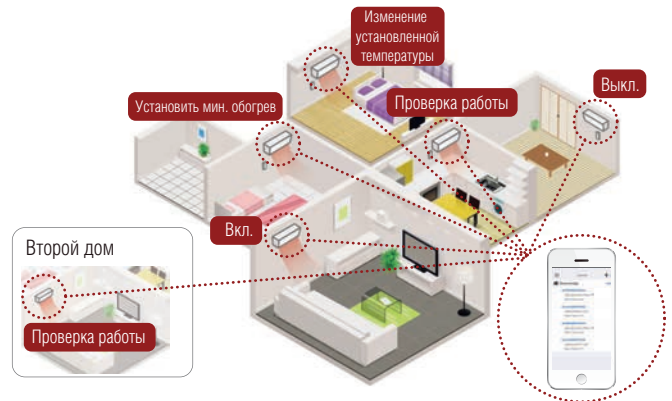 Изменение
установленной
температуры
Выкл.
Установить мин. обогрев
Проверка работы
Вкл.
Второй дом
Проверка работы